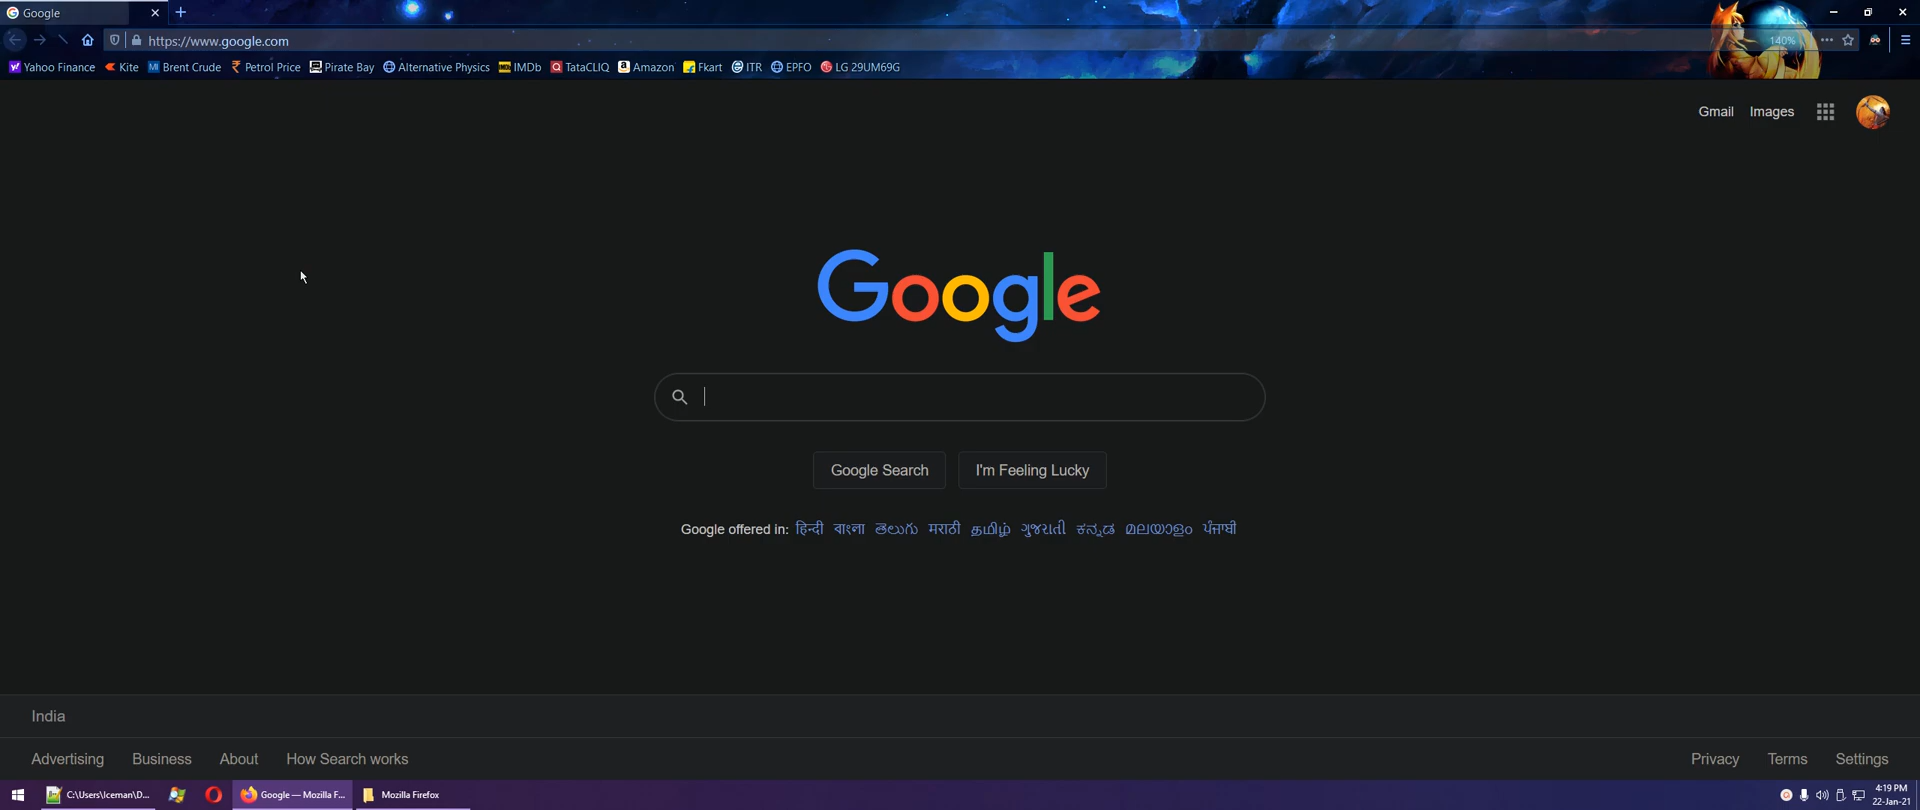 Google
https://www.google.com 140%
Yahoo Finance Kite Brent Crude Petrol Price Pirate Bay Alternative Physics IMDb TataCLIQ Amazon Fkart ITR EPFO LG 29UM69G
Gmail Images
Google
Google Search I'm Feeling Lucky
Google offered in: हिन्दी বাংলা తెలుగు मराठी தமிழ் ગુજરાતી ಕನ್ನಡ മലയാളം ਪੰਜਾਬੀ
India
Advertising Business About How Search works Privacy Terms Settings
C:\Users\Iceman\D... Google — Mozilla F... Mozilla Firefox 4:19 PM
22-Jan-21